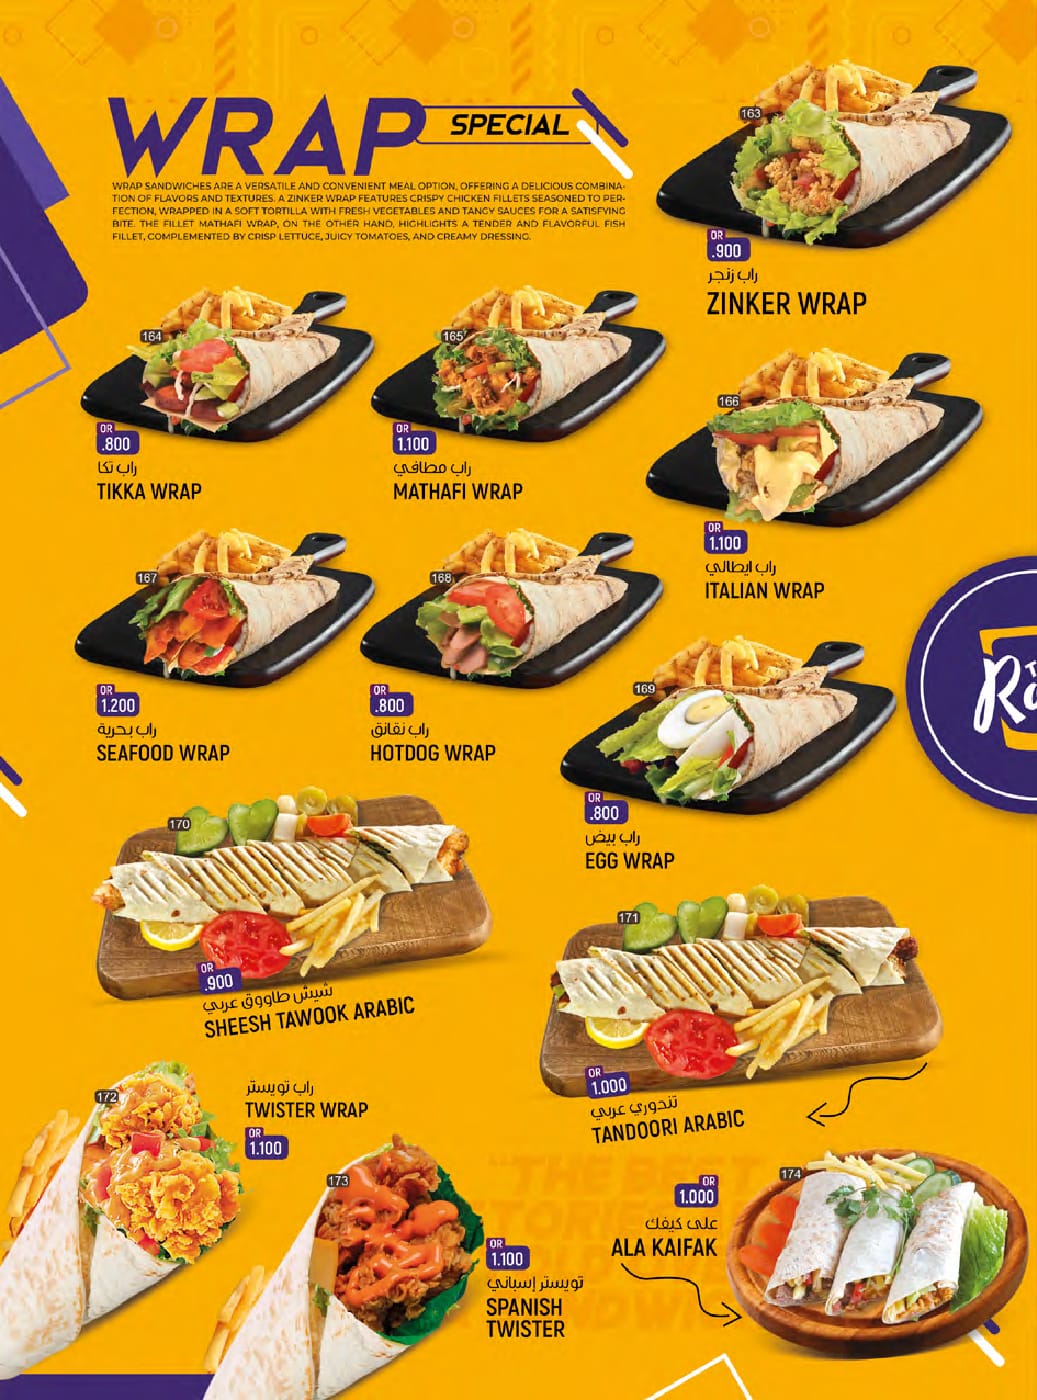 WRAP
SPECIAL
WRAP SANDWICHES ARE A VERSATILE AND CONVENIENT MEAL OPTION, OFFERING A DELICIOUS COMBINA-
TION OF FLAVORS AND TEXTURES. A ZINKER WRAP FEATURES CRISPY CHICKEN FILLETS SEASONED TO PER-
FECTION, WRAPPED IN A SOFT TORTILLA WITH FRESH VEGETABLES AND TANGY SAUCES FOR A SATISFYING
BITE. THE FILLET MATHAFI WRAP, ON THE OTHER HAND, HIGHLIGHTS A TENDER AND FLAVORFUL FISH
FILLET, COMPLEMENTED BY CRISP LETTUCE, JUICY TOMATOES, AND CREAMY DRESSING.
163
OR
.900
راب زنجر
ZINKER WRAP
164
OR
.800
راب تكا
TIKKA WRAP
165
OR
1.100
راب مطافي
MATHAFI WRAP
166
OR
1.100
راب ايطالي
ITALIAN WRAP
167
OR
1.200
راب بحرية
SEAFOOD WRAP
168
OR
.800
راب نقانق
HOTDOG WRAP
169
OR
.800
راب بيض
EGG WRAP
170
OR
.900
شيش طاووق عربي
SHEESH TAWOOK ARABIC
171
OR
1.000
تندوري عربي
TANDOORI ARABIC
172
راب تويستر
TWISTER WRAP
OR
1.100
173
OR
1.100
تويستر إسباني
SPANISH
TWISTER
174
OR
1.000
على كيفك
ALA KAIFAK